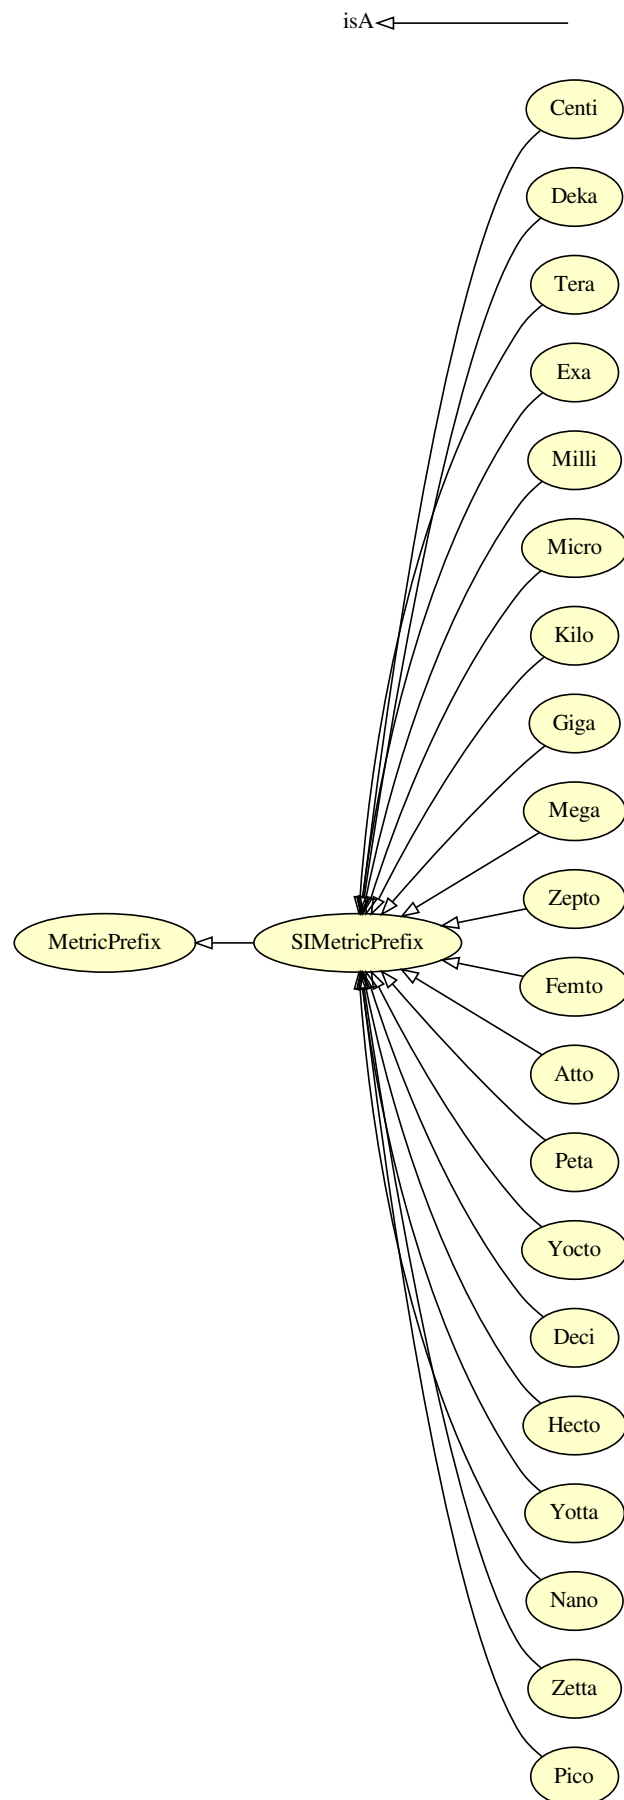 isA
Centi
Deka
Tera
Exa
Milli
Micro
Kilo
Giga
Mega
Zepto
MetricPrefix
SIMetricPrefix
Femto
Atto
Peta
Yocto
Deci
Hecto
Yotta
Nano
Zetta
Pico